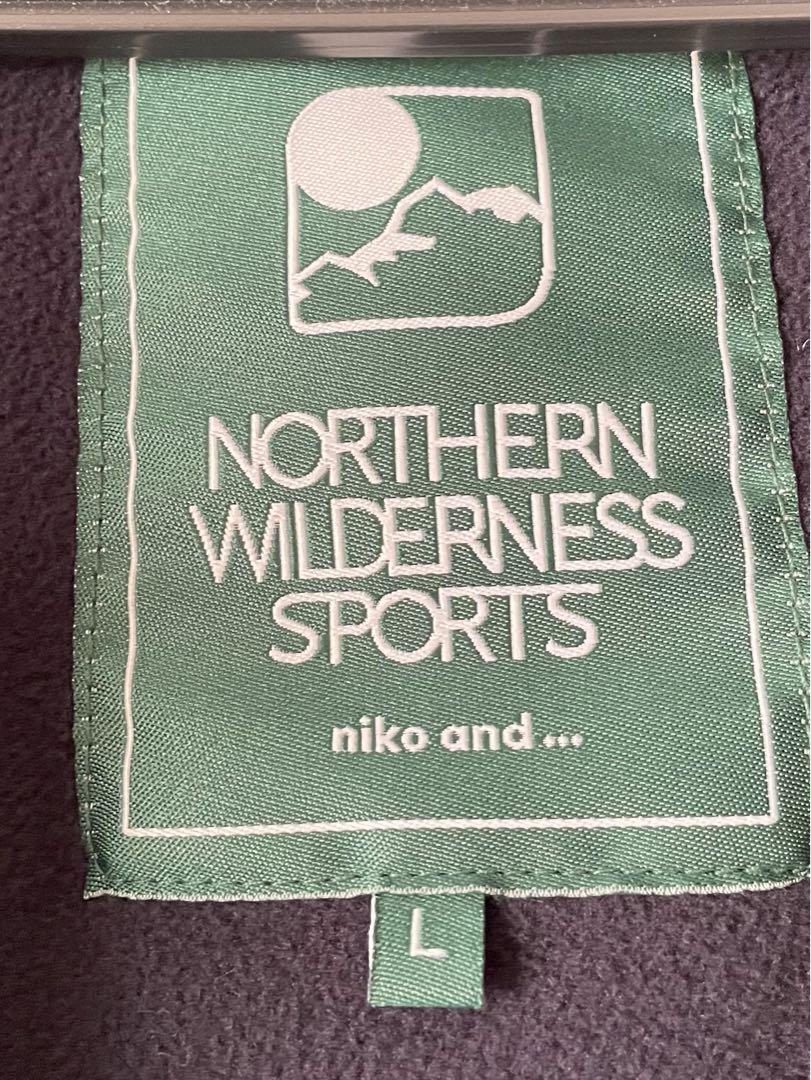 NORTHERN
WILDERNESS
SPORTS
niko and ...
L